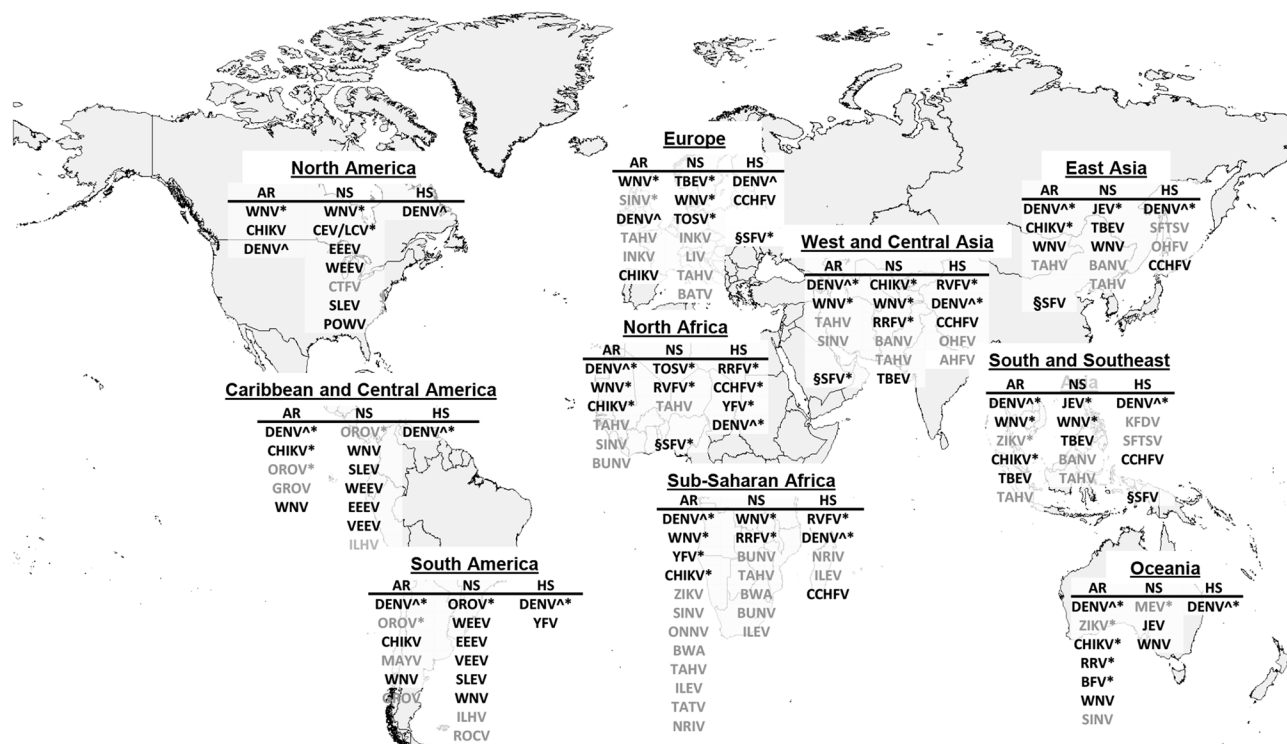 North America
AR NS HS
WNV* WNV* DENV^
CHIKV CEV/LCV*
DENV^ EEEV
WEEV
CTFV
SLEV
POWV
Europe
AR NS HS
WNV* TBEV* DENV^
SINV* WNV* CCHFV
DENV^ TOSV*
TAHV INKV §SFV*
INKV LIV
CHIKV TAHV
BATV
East Asia
AR NS HS
DENV^* JEV* DENV^*
CHIKV* TBEV SFTSV
WNV WNV OHFV
TAHV BANV CCHFV
TAHV
§SFV
West and Central Asia
AR NS HS
DENV^* CHIKV* RVFV*
WNV* WNV* DENV^*
TAHV RRFV* CCHFV
SINV BANV OHFV
TAHV AHFV
§SFV* TBEV
North Africa
AR NS HS
DENV^* TOSV* RRFV*
WNV* RVFV* CCHFV*
CHIKV* TAHV YFV*
TAHV DENV^*
SINV §SFV*
BUNV
South and Southeast
Asia
AR NS HS
DENV^* JEV* DENV^*
WNV* WNV* KFDV
ZIKV* TBEV SFTSV
CHIKV* BANV CCHFV
TBEV TAHV
TAHV §SFV
Caribbean and Central America
AR NS HS
DENV^* OROV* DENV^*
CHIKV* WNV
OROV* SLEV
GROV WEEV
WNV EEEV
VEEV
ILHV
Sub-Saharan Africa
AR NS HS
DENV^* WNV* RVFV*
WNV* RRFV* DENV^*
YFV* BUNV NRIV
CHIKV* TAHV ILEV
ZIKV BWA CCHFV
SINV BUNV
ONNV ILEV
BWA
TAHV
ILEV
TATV
NRIV
South America
AR NS HS
DENV^* OROV* DENV^*
OROV* WEEV YFV
CHIKV EEEV
MAYV VEEV
WNV SLEV
GROV WNV
ILHV
ROCV
Oceania
AR NS HS
DENV^* MEV* DENV^*
ZIKV* JEV
CHIKV* WNV
RRV*
BFV*
WNV
SINV